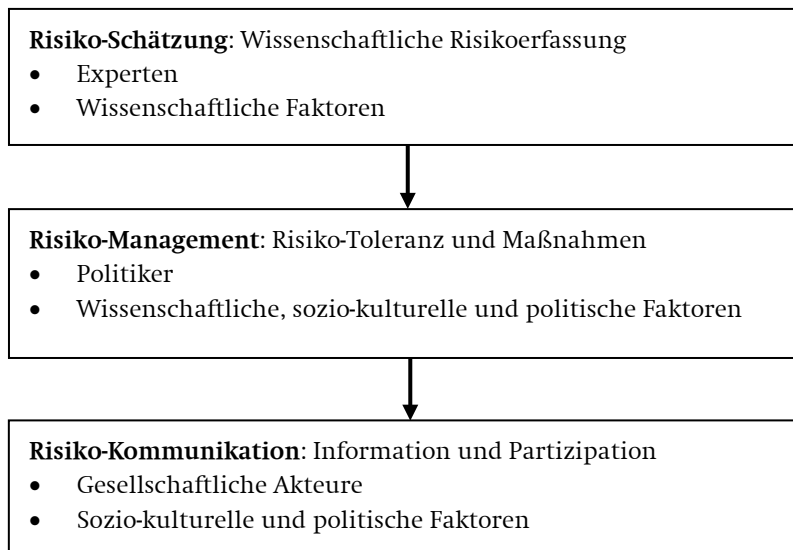 Risiko-Schätzung: Wissenschaftliche Risikoerfassung
• Experten
• Wissenschaftliche Faktoren
Risiko-Management: Risiko-Toleranz und Maßnahmen
• Politiker
• Wissenschaftliche, sozio-kulturelle und politische Faktoren
Risiko-Kommunikation: Information und Partizipation
• Gesellschaftliche Akteure
• Sozio-kulturelle und politische Faktoren